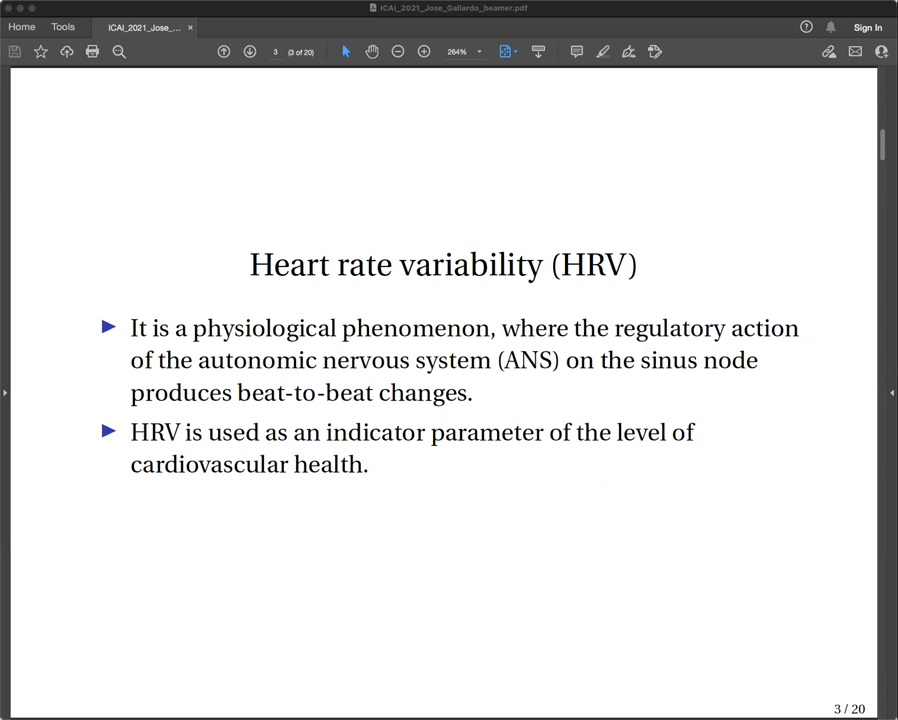 ICAI_2021_Jose_Gallardo_beamer.pdf
Home Tools ICAI_2021_Jose_... × Sign In
3 (3 of 20) 264%
Heart rate variability (HRV)
It is a physiological phenomenon, where the regulatory action
of the autonomic nervous system (ANS) on the sinus node
produces beat-to-beat changes.
HRV is used as an indicator parameter of the level of
cardiovascular health.
3 / 20